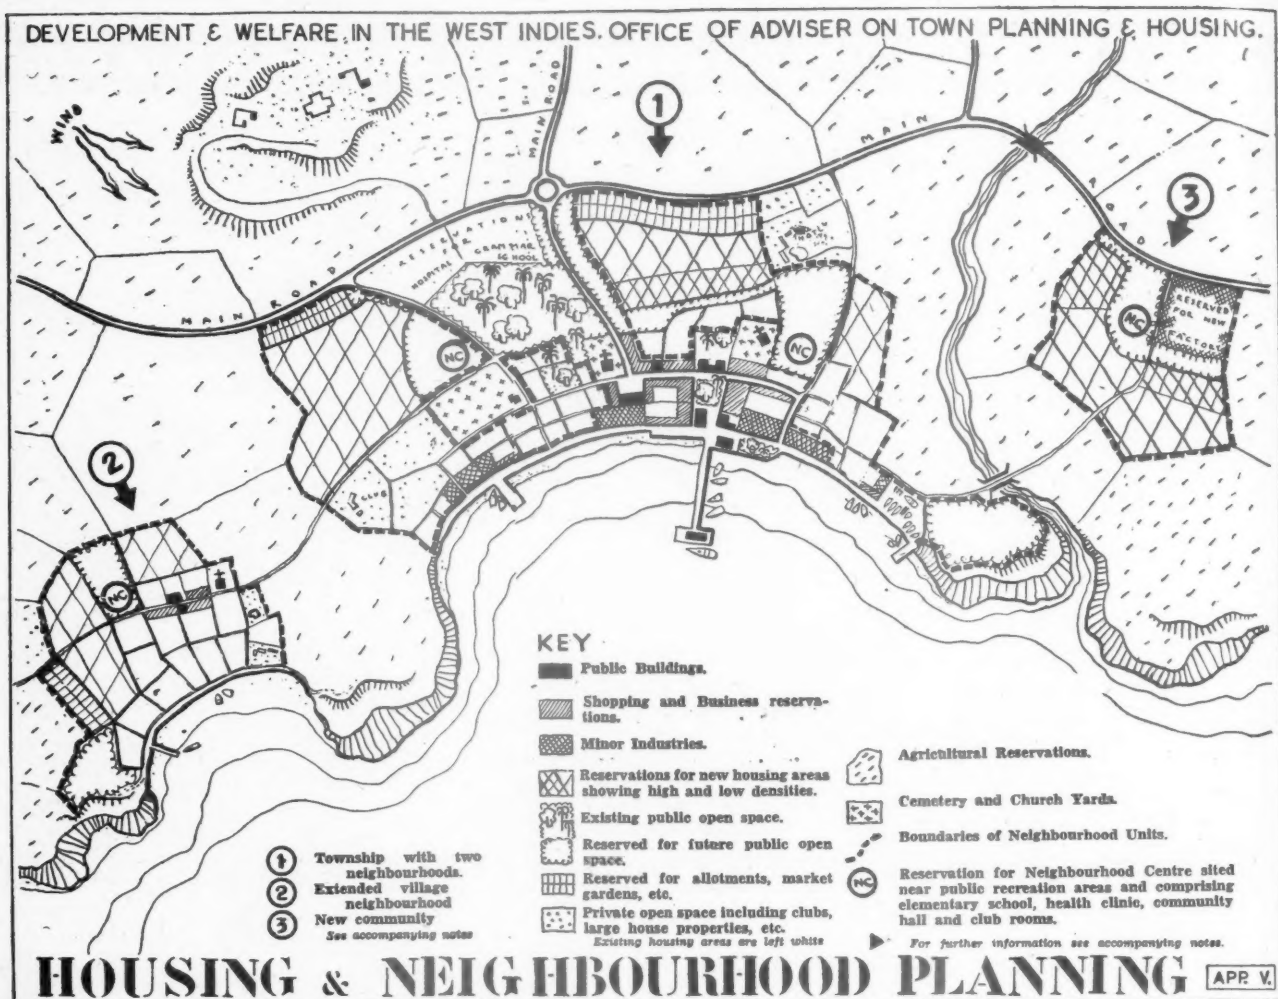 DEVELOPMENT & WELFARE IN THE WEST INDIES. OFFICE OF ADVISER ON TOWN PLANNING & HOUSING.
WIND
MAIN ROAD
1
MAIN
ROAD
3
RESERVATION
FOR
HOSPITAL
GRAMMAR
SCHOOL
MAIN ROAD
NC
NC
NC
RESERVED
FOR NEW
FACTORY
2
CLUB
NC
KEY
Public Buildings.
Shopping and Business reserva-
tions.
Minor Industries.
Reservations for new housing areas
showing high and low densities.
Existing public open space.
Reserved for future public open
space.
Reserved for allotments, market
gardens, etc.
Private open space including clubs,
large house properties, etc.
Existing housing areas are left white
Agricultural Reservations.
Cemetery and Church Yards.
Boundaries of Neighbourhood Units.
NC
Reservation for Neighbourhood Centre sited
near public recreation areas and comprising
elementary school, health clinic, community
hall and club rooms.
For further information see accompanying notes.
1 Township with two
neighbourhoods.
2 Extended village
neighbourhood
3 New community
See accompanying notes
HOUSING & NEIGHBOURHOOD PLANNING
APP. V.